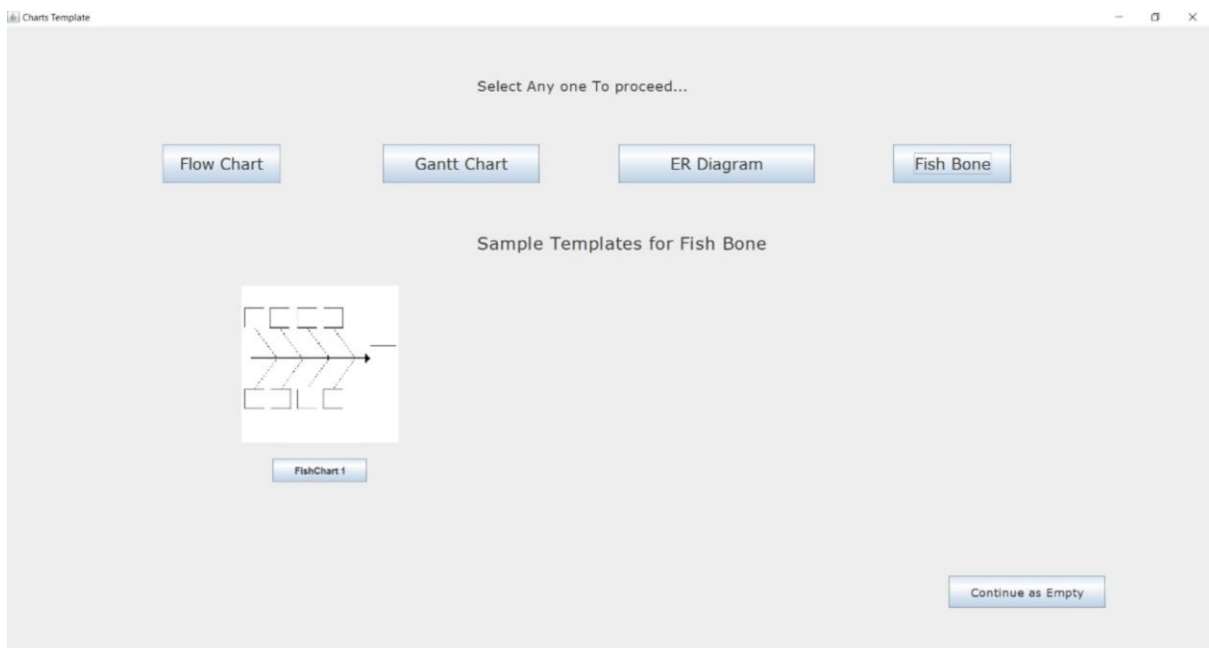 Charts Template
Select Any one To proceed...
Flow Chart
Gantt Chart
ER Diagram
Fish Bone
Sample Templates for Fish Bone
FishChart 1
Continue as Empty